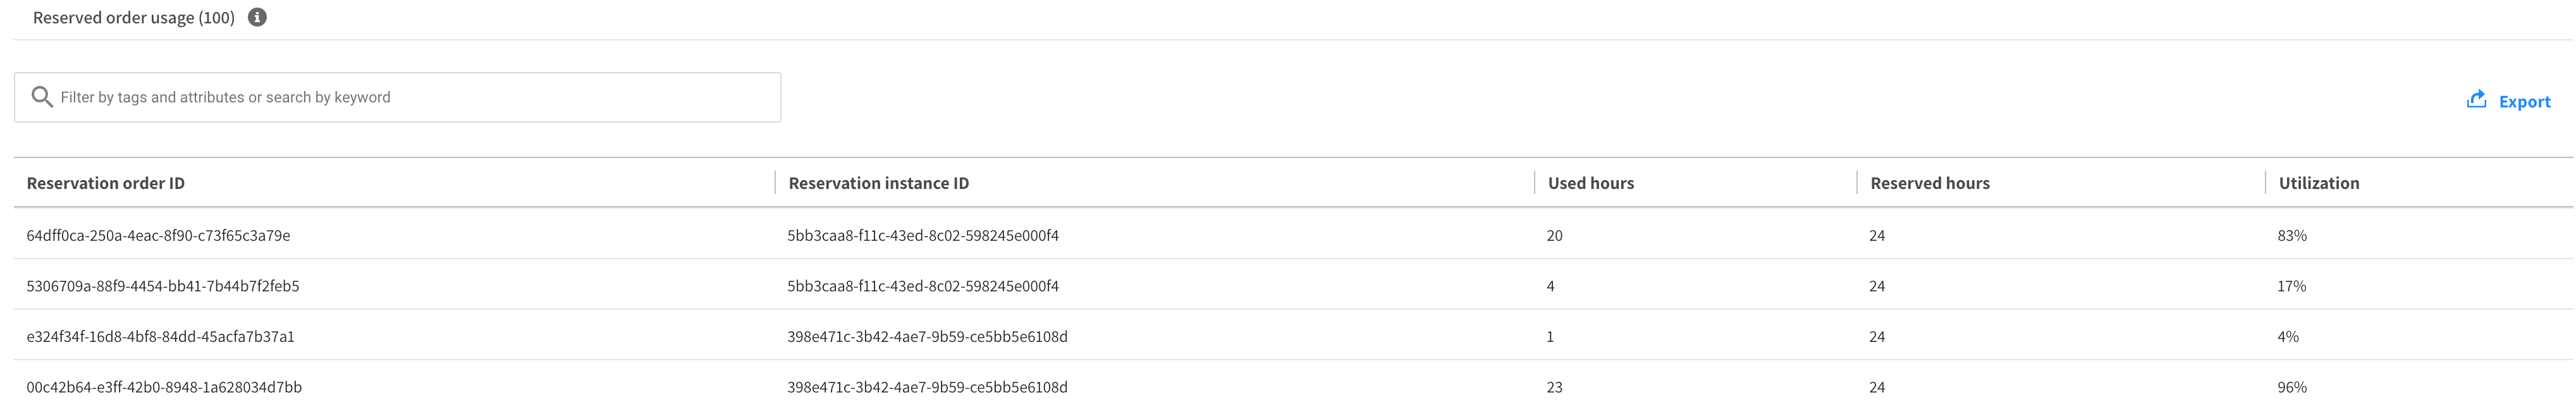 Reserved order usage (100)
Filter by tags and attributes or search by keyword
Export
Reservation order ID Reservation instance ID Used hours Reserved hours Utilization
64dff0ca-250a-4eac-8f90-c73f65c3a79e 5bb3caa8-f11c-43ed-8c02-598245e000f4 20 24 83%
5306709a-88f9-4454-bb41-7b44b7f2feb5 5bb3caa8-f11c-43ed-8c02-598245e000f4 4 24 17%
e324f34f-16d8-4bf8-84dd-45acfa7b37a1 398e471c-3b42-4ae7-9b59-ce5bb5e6108d 1 24 4%
00c42b64-e3ff-42b0-8948-1a628034d7bb 398e471c-3b42-4ae7-9b59-ce5bb5e6108d 23 24 96%